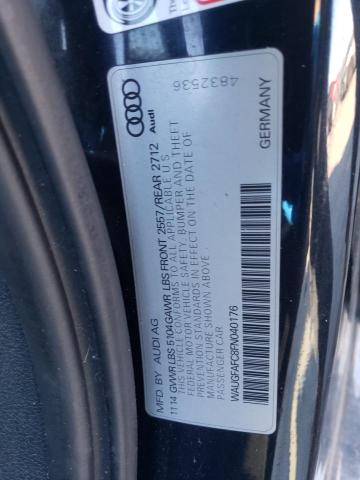 Audi
4832536
MFD. BY AUDI AG
11 14 GVWR LBS 5104 GAWR LBS FRONT 2557/REAR 2712
THIS VEHICLE CONFORMS TO ALL APPLICABLE U.S
FEDERAL MOTOR VEHICLE SAFETY, BUMPER AND THEFT
PREVENTION STANDARDS IN EFFECT ON THE DATE OF
MANUFACTURE SHOWN ABOVE.
PASSENGER CAR
WAUGFAFC8FN040176
GERMANY